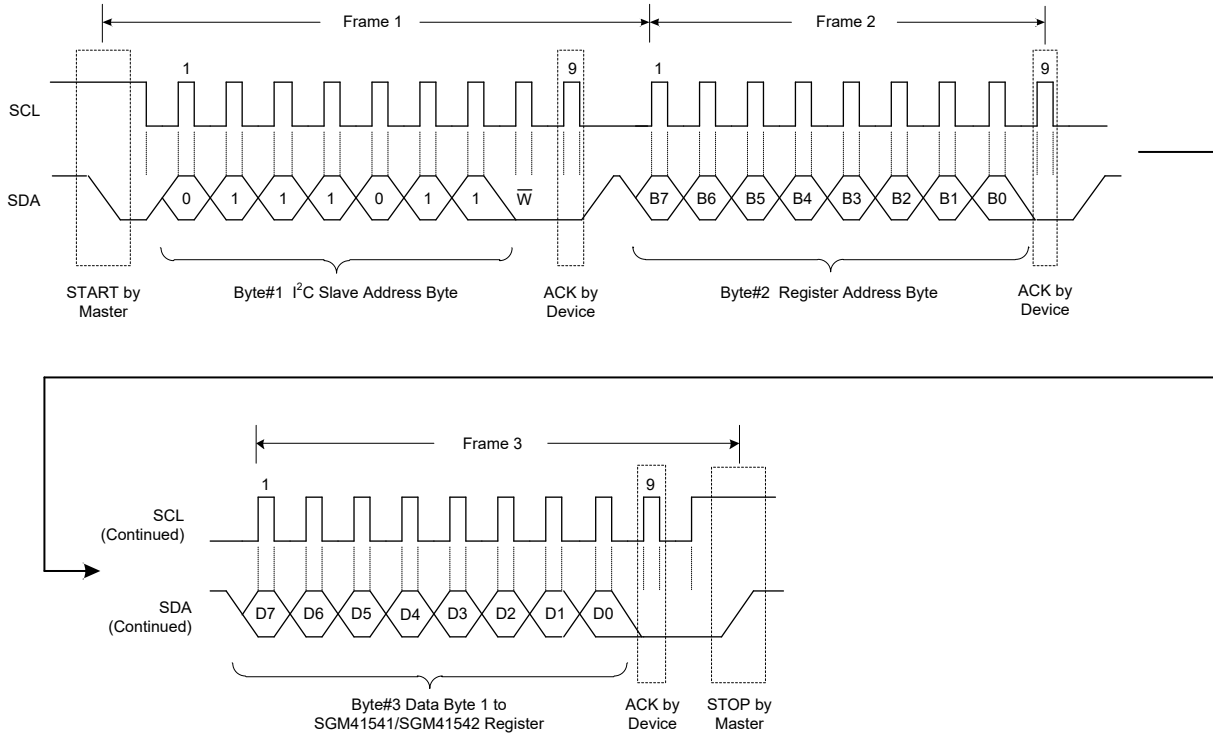 Frame 1
Frame 2
1
9
1
9
SCL
SDA
0 1 1 1 0 1 1 W̅
B7 B6 B5 B4 B3 B2 B1 B0
START by
Master
Byte#1 I²C Slave Address Byte
ACK by
Device
Byte#2 Register Address Byte
ACK by
Device
Frame 3
1
9
SCL
(Continued)
SDA
(Continued)
D7 D6 D5 D4 D3 D2 D1 D0
Byte#3 Data Byte 1 to
SGM41541/SGM41542 Register
ACK by
Device
STOP by
Master